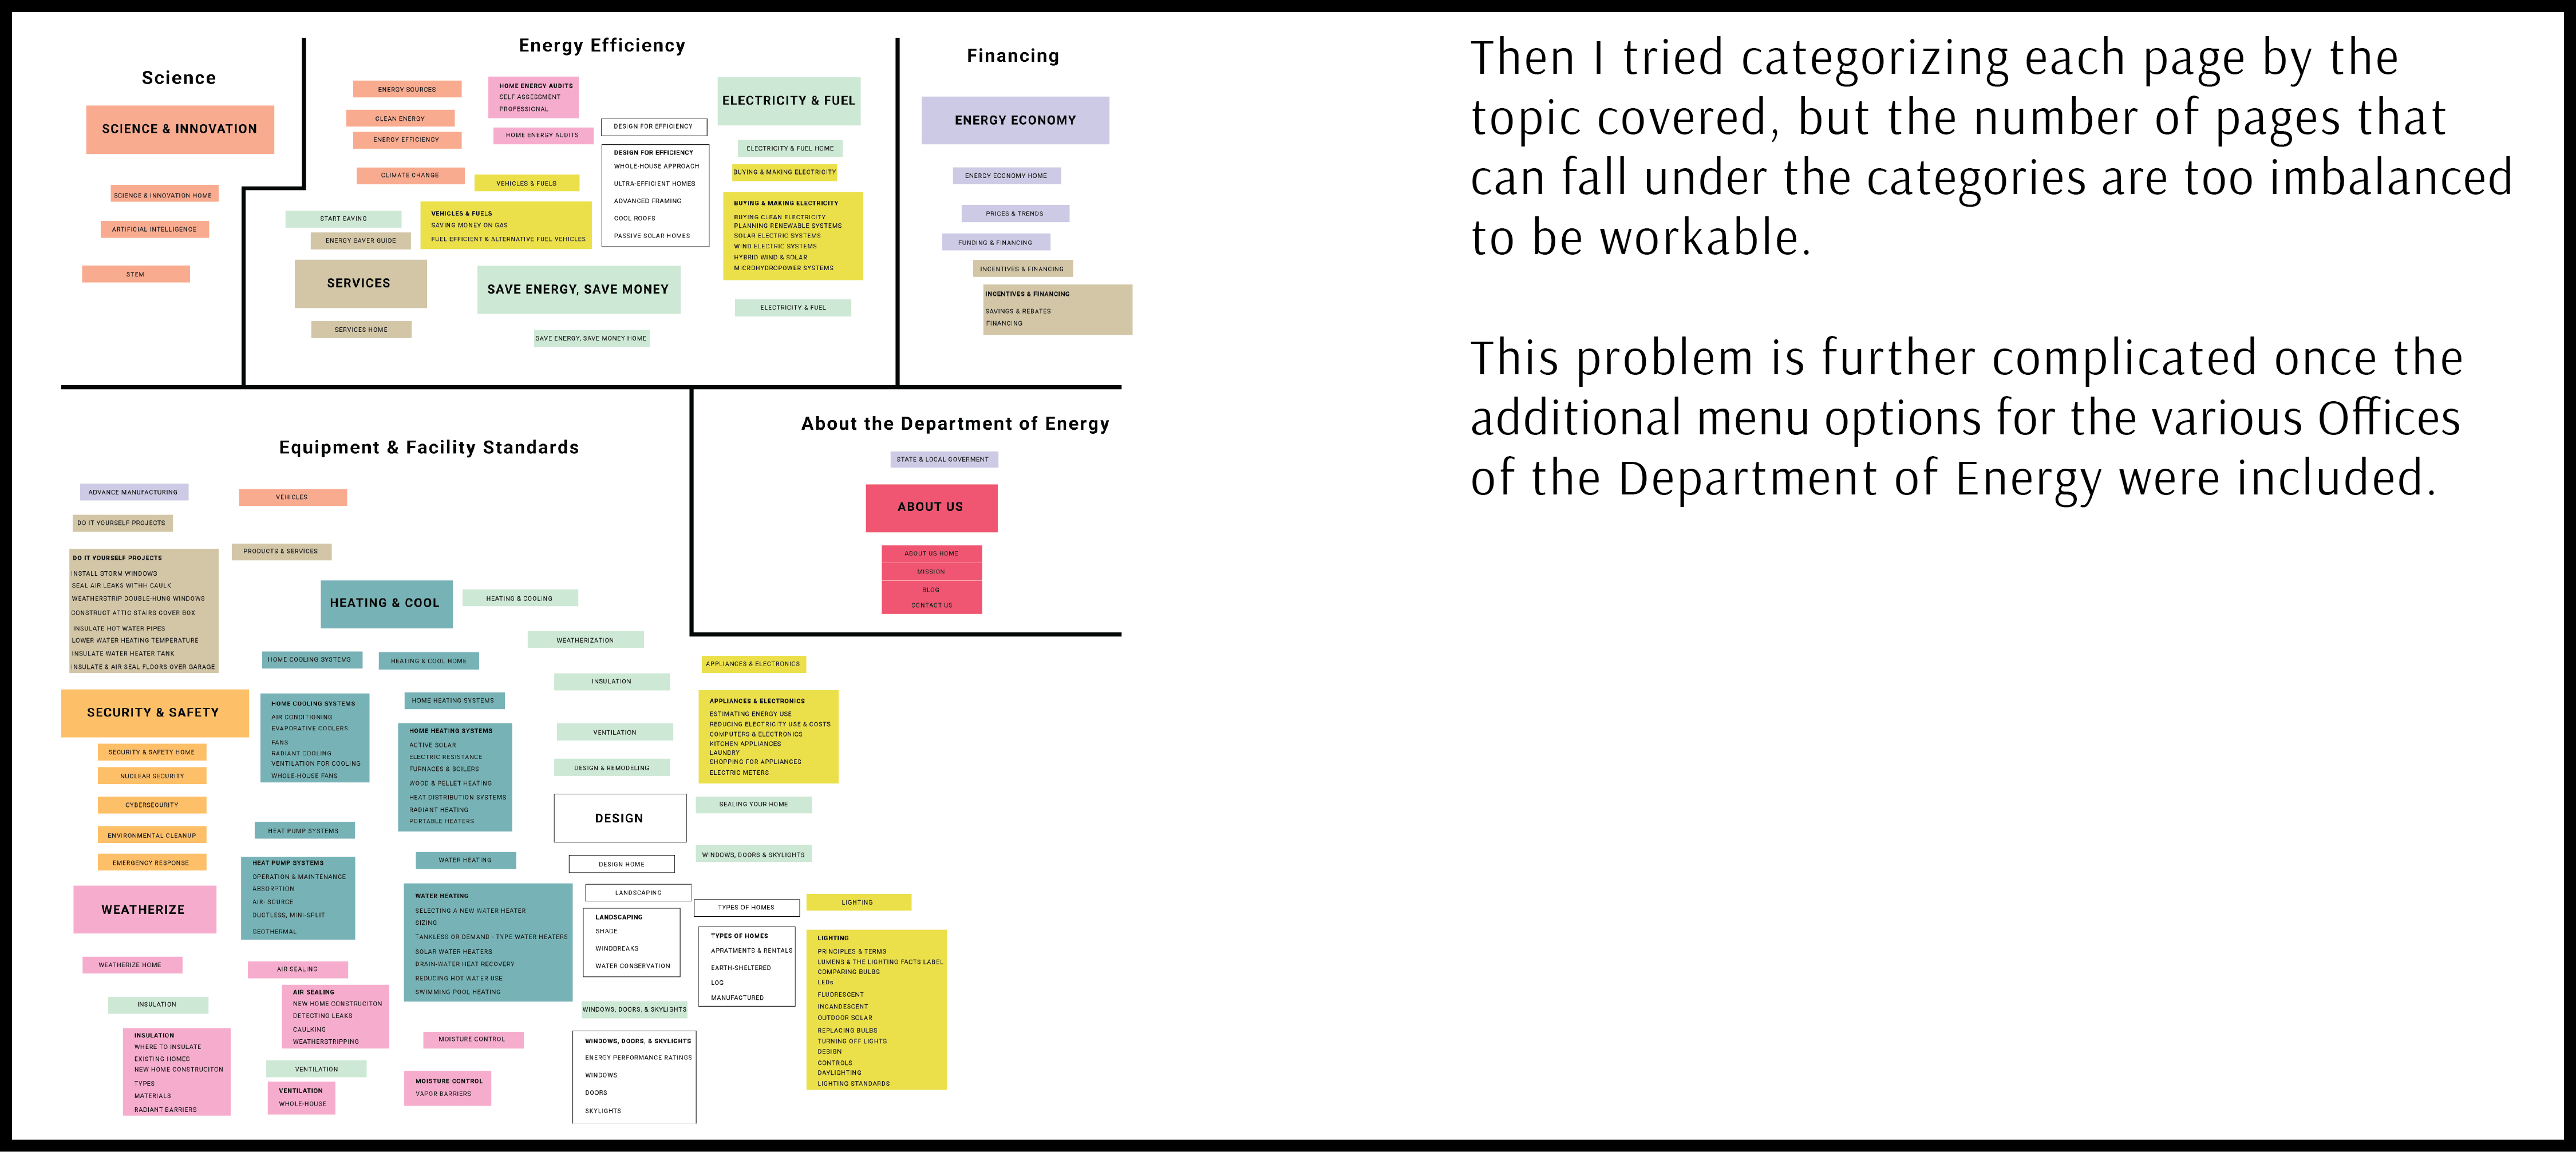 Science
SCIENCE & INNOVATION
SCIENCE & INNOVATION HOME
ARTIFICIAL INTELLIGENCE
STEM
Energy Efficiency
ENERGY SOURCES
CLEAN ENERGY
ENERGY EFFICIENCY
CLIMATE CHANGE
HOME ENERGY AUDITS
SELF ASSESSMENT
PROFESSIONAL
HOME ENERGY AUDITS
VEHICLES & FUELS
VEHICLES & FUELS
SAVING MONEY ON GAS
FUEL EFFICIENT & ALTERNATIVE FUEL VEHICLES
START SAVING
ENERGY SAVER GUIDE
SERVICES
SERVICES HOME
SAVE ENERGY, SAVE MONEY
SAVE ENERGY, SAVE MONEY HOME
DESIGN FOR EFFICIENCY
DESIGN FOR EFFICIENCY
WHOLE-HOUSE APPROACH
ULTRA-EFFICIENT HOMES
ADVANCED FRAMING
COOL ROOFS
PASSIVE SOLAR HOMES
ELECTRICITY & FUEL
ELECTRICITY & FUEL HOME
BUYING & MAKING ELECTRICITY
BUYING & MAKING ELECTRICITY
BUYING CLEAN ELECTRICITY
PLANNING RENEWABLE SYSTEMS
SOLAR ELECTRIC SYSTEMS
WIND ELECTRIC SYSTEMS
HYBRID WIND & SOLAR
MICROHYDROPOWER SYSTEMS
ELECTRICITY & FUEL
Financing
ENERGY ECONOMY
ENERGY ECONOMY HOME
PRICES & TRENDS
FUNDING & FINANCING
INCENTIVES & FINANCING
INCENTIVES & FINANCING
SAVINGS & REBATES
FINANCING
Then I tried categorizing each page by the
topic covered, but the number of pages that
can fall under the categories are too imbalanced
to be workable.
This problem is further complicated once the
additional menu options for the various Offices
of the Department of Energy were included.
Equipment & Facility Standards
ADVANCE MANUFACTURING
VEHICLES
DO IT YOURSELF PROJECTS
PRODUCTS & SERVICES
DO IT YOURSELF PROJECTS
INSTALL STORM WINDOWS
SEAL AIR LEAKS WITHH CAULK
WEATHERSTRIP DOUBLE-HUNG WINDOWS
CONSTRUCT ATTIC STAIRS COVER BOX
INSULATE HOT WATER PIPES
LOWER WATER HEATING TEMPERATURE
INSULATE WATER HEATER TANK
INSULATE & AIR SEAL FLOORS OVER GARAGE
SECURITY & SAFETY
SECURITY & SAFETY HOME
NUCLEAR SECURITY
CYBERSECURITY
ENVIRONMENTAL CLEANUP
EMERGENCY RESPONSE
WEATHERIZE
WEATHERIZE HOME
INSULATION
INSULATION
WHERE TO INSULATE
EXISTING HOMES
NEW HOME CONSTRUCITON
TYPES
MATERIALS
RADIANT BARRIERS
HEATING & COOL
HEATING & COOLING
HOME COOLING SYSTEMS
HEATING & COOL HOME
HOME COOLING SYSTEMS
AIR CONDITIONING
EVAPORATIVE COOLERS
FANS
RADIANT COOLING
VENTILATION FOR COOLING
WHOLE-HOUSE FANS
HEAT PUMP SYSTEMS
HEAT PUMP SYSTEMS
OPERATION & MAINTENANCE
ABSORPTION
AIR- SOURCE
DUCTLESS, MINI-SPLIT
GEOTHERMAL
AIR SEALING
AIR SEALING
NEW HOME CONSTRUCITON
DETECTING LEAKS
CAULKING
WEATHERSTRIPPING
VENTILATION
VENTILATION
WHOLE-HOUSE
HOME HEATING SYSTEMS
HOME HEATING SYSTEMS
ACTIVE SOLAR
ELECTRIC RESISTANCE
FURNACES & BOILERS
WOOD & PELLET HEATING
HEAT DISTRIBUTION SYSTEMS
RADIANT HEATING
PORTABLE HEATERS
WATER HEATING
WATER HEATING
SELECTING A NEW WATER HEATER
SIZING
TANKLESS OR DEMAND - TYPE WATER HEATERS
SOLAR WATER HEATERS
DRAIN-WATER HEAT RECOVERY
REDUCING HOT WATER USE
SWIMMING POOL HEATING
MOISTURE CONTROL
MOISTURE CONTROL
VAPOR BARRIERS
WEATHERIZATION
INSULATION
VENTILATION
DESIGN & REMODELING
DESIGN
DESIGN HOME
LANDSCAPING
LANDSCAPING
SHADE
WINDBREAKS
WATER CONSERVATION
WINDOWS, DOORS. & SKYLIGHTS
WINDOWS, DOORS, & SKYLIGHTS
ENERGY PERFORMANCE RATINGS
WINDOWS
DOORS
SKYLIGHTS
About the Department of Energy
STATE & LOCAL GOVERMENT
ABOUT US
ABOUT US HOME
MISSION
BLOG
CONTACT US
APPLIANCES & ELECTRONICS
APPLIANCES & ELECTRONICS
ESTIMATING ENERGY USE
REDUCING ELECTRICITY USE & COSTS
COMPUTERS & ELECTRONICS
KITCHEN APPLIANCES
LAUNDRY
SHOPPING FOR APPLIANCES
ELECTRIC METERS
SEALING YOUR HOME
WINDOWS, DOORS & SKYLIGHTS
TYPES OF HOMES
TYPES OF HOMES
APRATMENTS & RENTALS
EARTH-SHELTERED
LOG
MANUFACTURED
LIGHTING
LIGHTING
PRINCIPLES & TERMS
LUMENS & THE LIGHTING FACTS LABEL
COMPARING BULBS
LEDs
FLUORESCENT
INCANDESCENT
OUTDOOR SOLAR
REPLACING BULBS
TURNING OFF LIGHTS
DESIGN
CONTROLS
DAYLIGHTING
LIGHTING STANDARDS